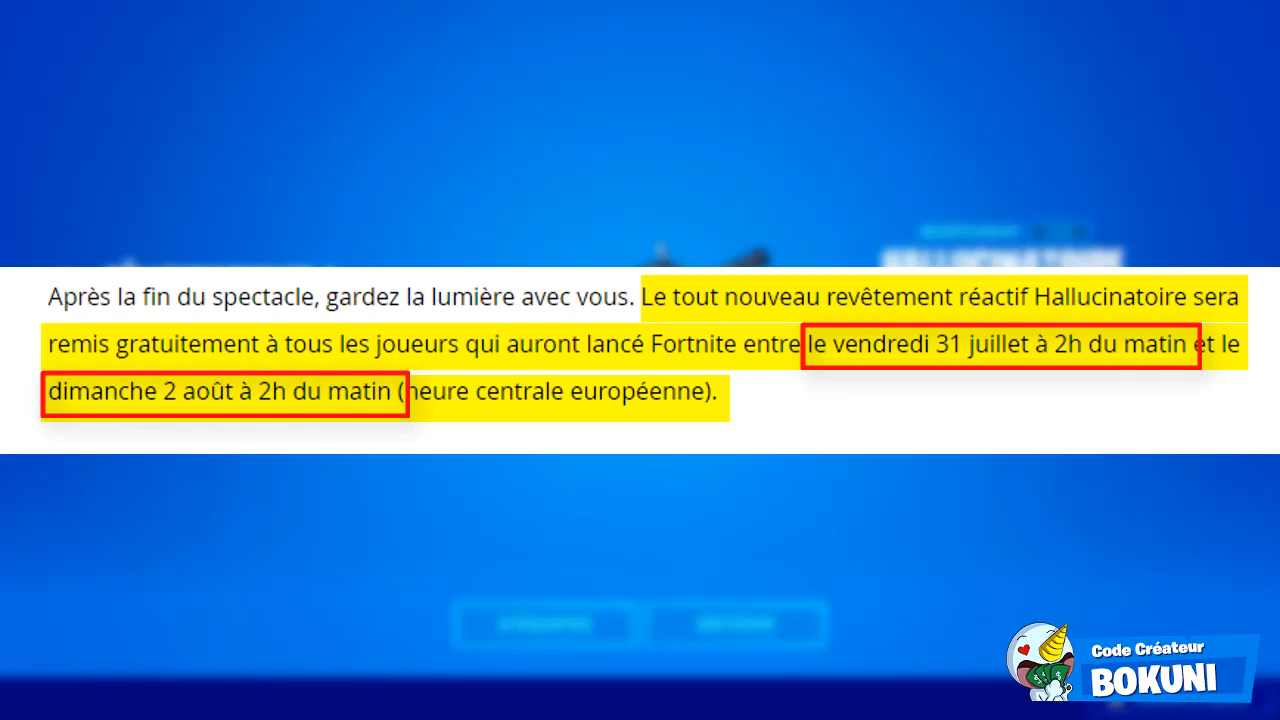 HALLUCINATOIRE
Après la fin du spectacle, gardez la lumière avec vous. Le tout nouveau revêtement réactif Hallucinatoire sera
remis gratuitement à tous les joueurs qui auront lancé Fortnite entre le vendredi 31 juillet à 2h du matin et le
dimanche 2 août à 2h du matin (heure centrale européenne).
Code Créateur
BOKUNI